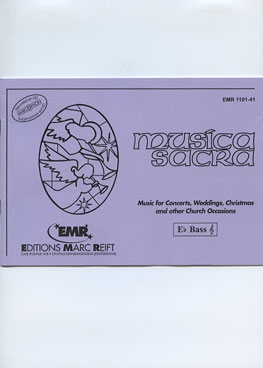 EMR 1101-41
musica
sacra
Music for Concerts, Weddings, Christmas
and other Church Occasions
E♭ Bass
EMR
EDITIONS MARC REIFT